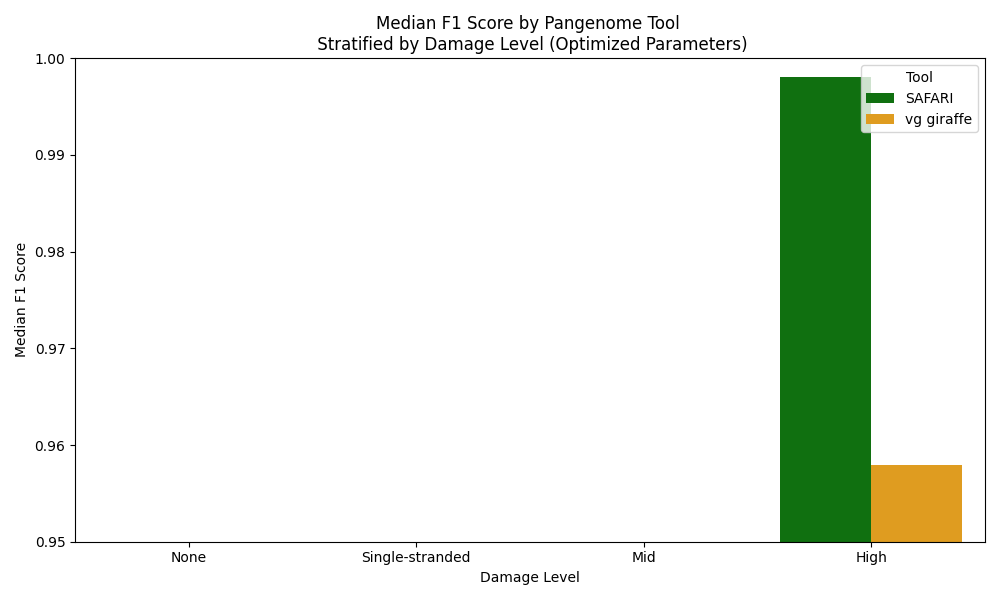 Median F1 Score by Pangenome Tool
Stratified by Damage Level (Optimized Parameters)
Tool
SAFARI
vg giraffe
Median F1 Score
1.00
0.99
0.98
0.97
0.96
0.95
None Single-stranded Mid High
Damage Level